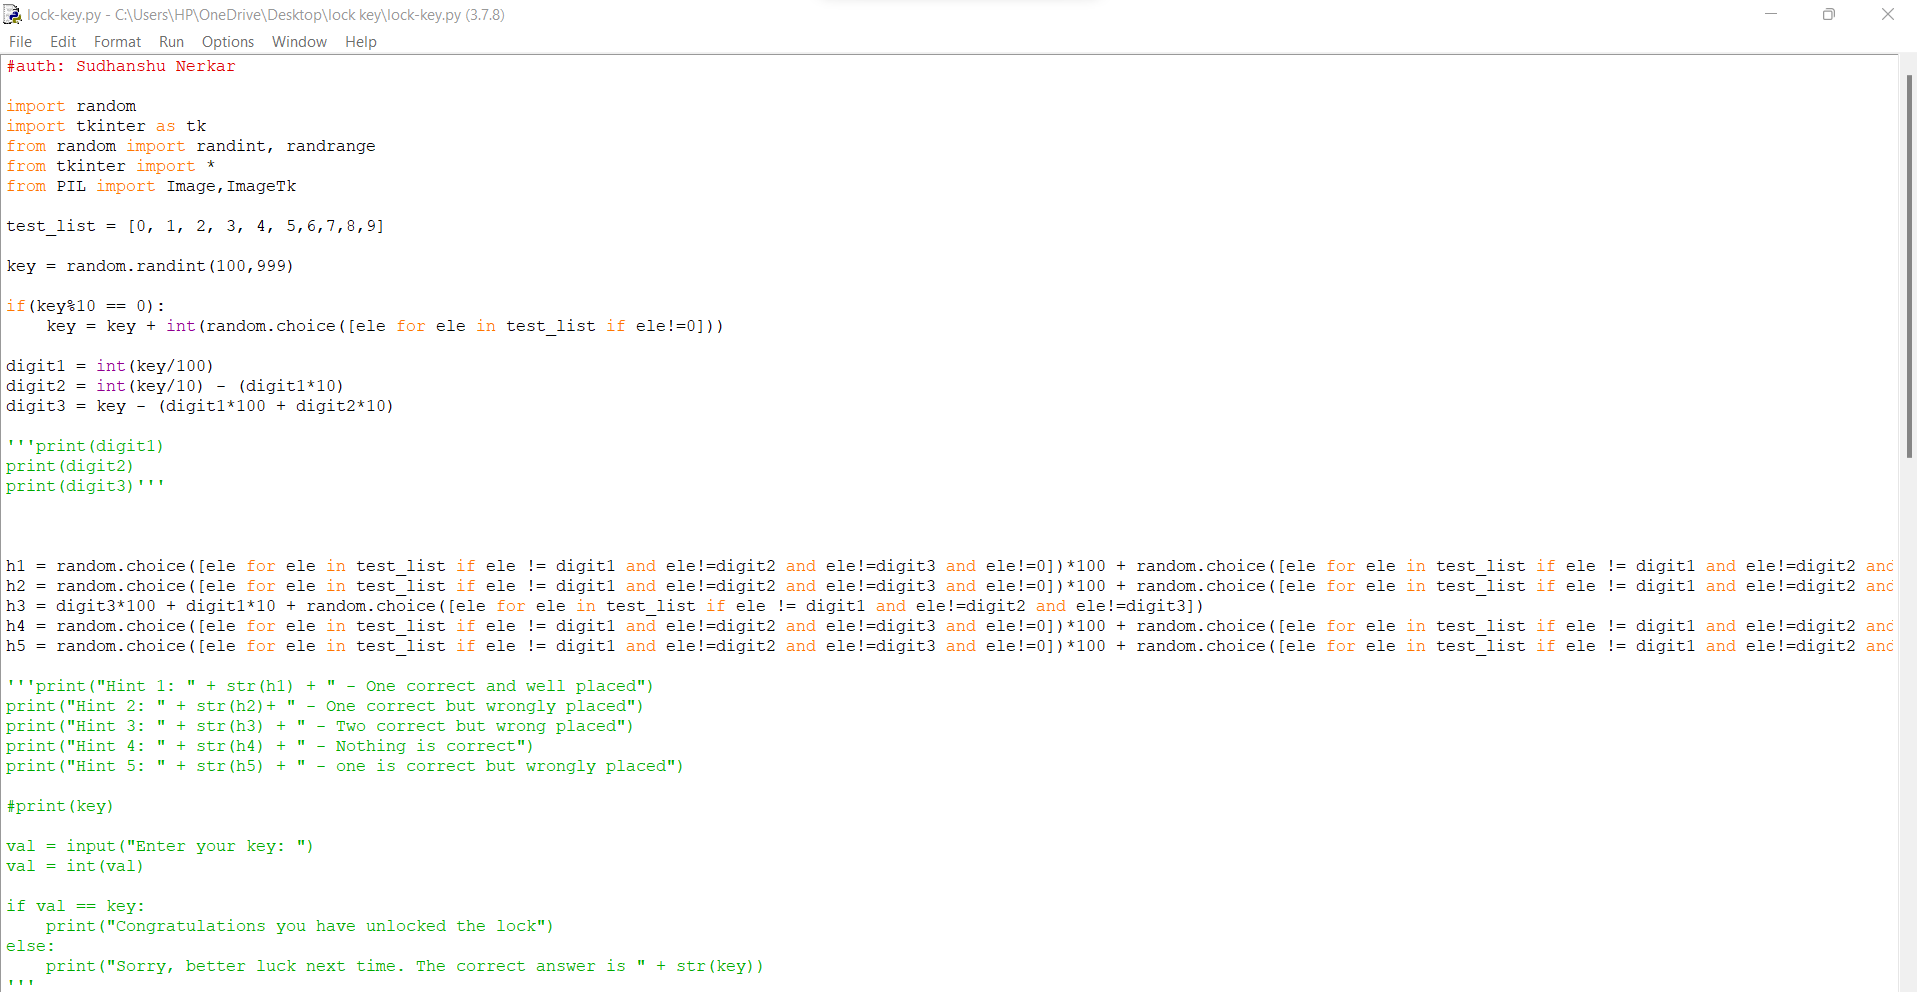 lock-key.py - C:\Users\HP\OneDrive\Desktop\lock key\lock-key.py (3.7.8)
File Edit Format Run Options Window Help
#auth: Sudhanshu Nerkar
import random
import tkinter as tk
from random import randint, randrange
from tkinter import *
from PIL import Image,ImageTk
test_list = [0, 1, 2, 3, 4, 5,6,7,8,9]
key = random.randint(100,999)
if(key%10 == 0):
    key = key + int(random.choice([ele for ele in test_list if ele!=0]))
digit1 = int(key/100)
digit2 = int(key/10) - (digit1*10)
digit3 = key - (digit1*100 + digit2*10)
'''print(digit1)
print(digit2)
print(digit3)'''
h1 = random.choice([ele for ele in test_list if ele != digit1 and ele!=digit2 and ele!=digit3 and ele!=0])*100 + random.choice([ele for ele in test_list if ele != digit1 and ele!=digit2 and
h2 = random.choice([ele for ele in test_list if ele != digit1 and ele!=digit2 and ele!=digit3 and ele!=0])*100 + random.choice([ele for ele in test_list if ele != digit1 and ele!=digit2 and
h3 = digit3*100 + digit1*10 + random.choice([ele for ele in test_list if ele != digit1 and ele!=digit2 and ele!=digit3])
h4 = random.choice([ele for ele in test_list if ele != digit1 and ele!=digit2 and ele!=digit3 and ele!=0])*100 + random.choice([ele for ele in test_list if ele != digit1 and ele!=digit2 and
h5 = random.choice([ele for ele in test_list if ele != digit1 and ele!=digit2 and ele!=digit3 and ele!=0])*100 + random.choice([ele for ele in test_list if ele != digit1 and ele!=digit2 and
'''print("Hint 1: " + str(h1) + " - One correct and well placed")
print("Hint 2: " + str(h2)+ " - One correct but wrongly placed")
print("Hint 3: " + str(h3) + " - Two correct but wrong placed")
print("Hint 4: " + str(h4) + " - Nothing is correct")
print("Hint 5: " + str(h5) + " - one is correct but wrongly placed")
#print(key)
val = input("Enter your key: ")
val = int(val)
if val == key:
    print("Congratulations you have unlocked the lock")
else:
    print("Sorry, better luck next time. The correct answer is " + str(key))
'''